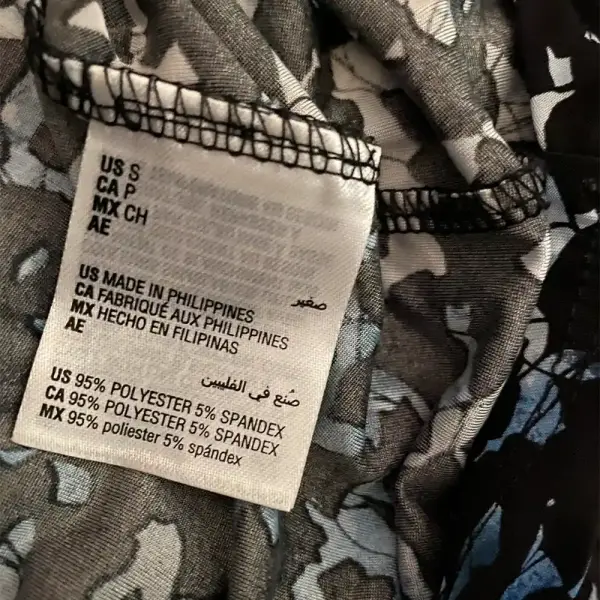 US S
CA P
MX CH
AE
صغير
US MADE IN PHILIPPINES
CA FABRIQUÉ AUX PHILIPPINES
MX HECHO EN FILIPINAS
AE
صُنع في الفلبين
US 95% POLYESTER 5% SPANDEX
CA 95% POLYESTER 5% SPANDEX
MX 95% poliester 5% spándex